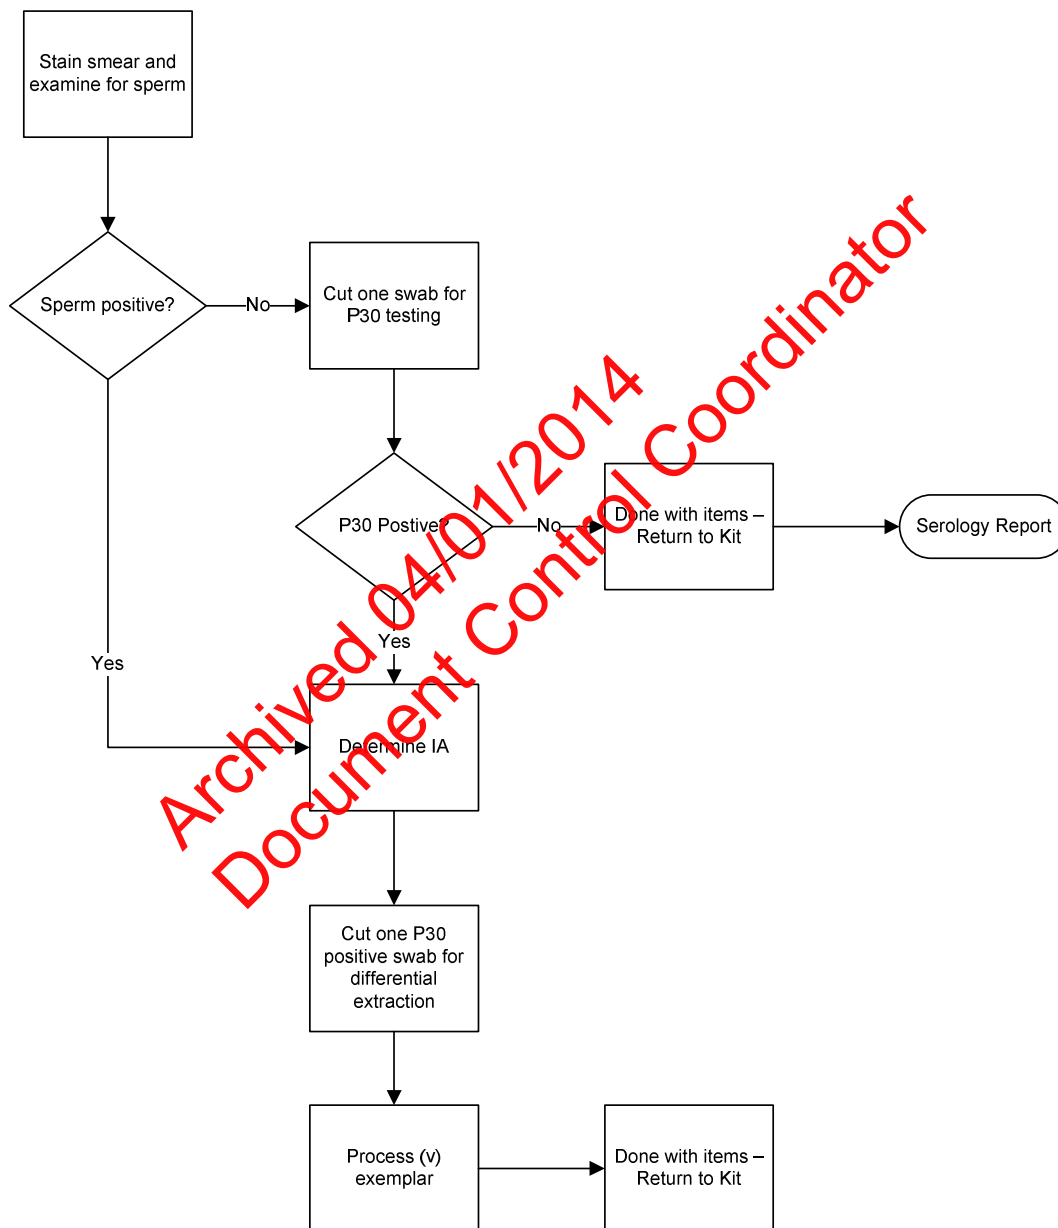 Stain smear and
examine for sperm
Sperm positive?
No
Cut one swab for
P30 testing
P30 Postive?
No
Done with items –
Return to Kit
Serology Report
Yes
Yes
Determine IA
Cut one P30
positive swab for
differential
extraction
Process (v)
exemplar
Done with items –
Return to Kit
Archived 04/01/2014
Document Control Coordinator